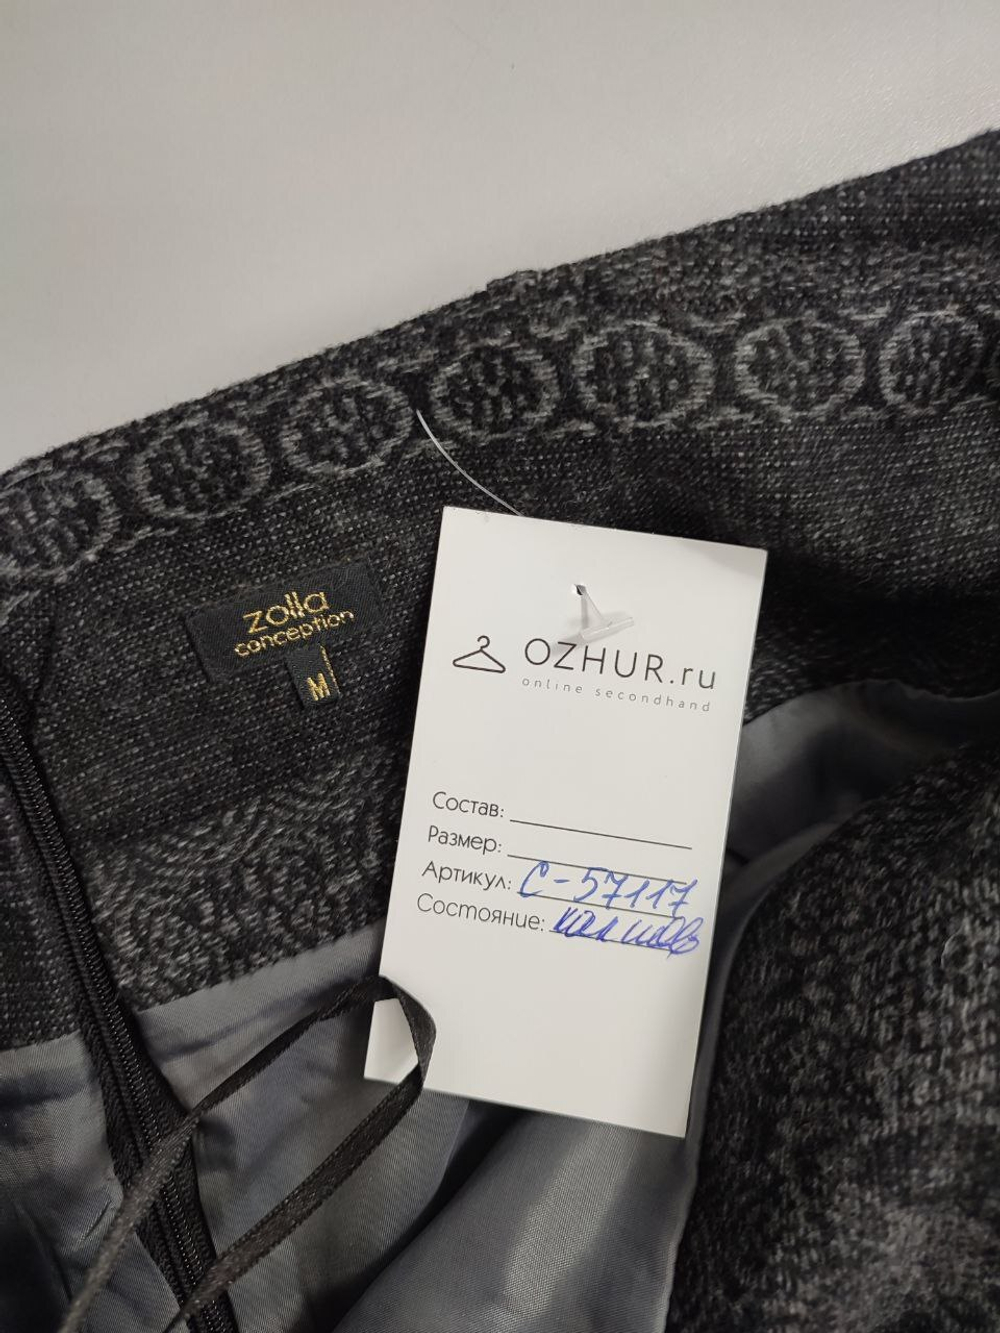 zolla
conception
M
OZHUR.ru
online secondhand
Состав:
Размер:
Артикул: С-57117
Состояние: